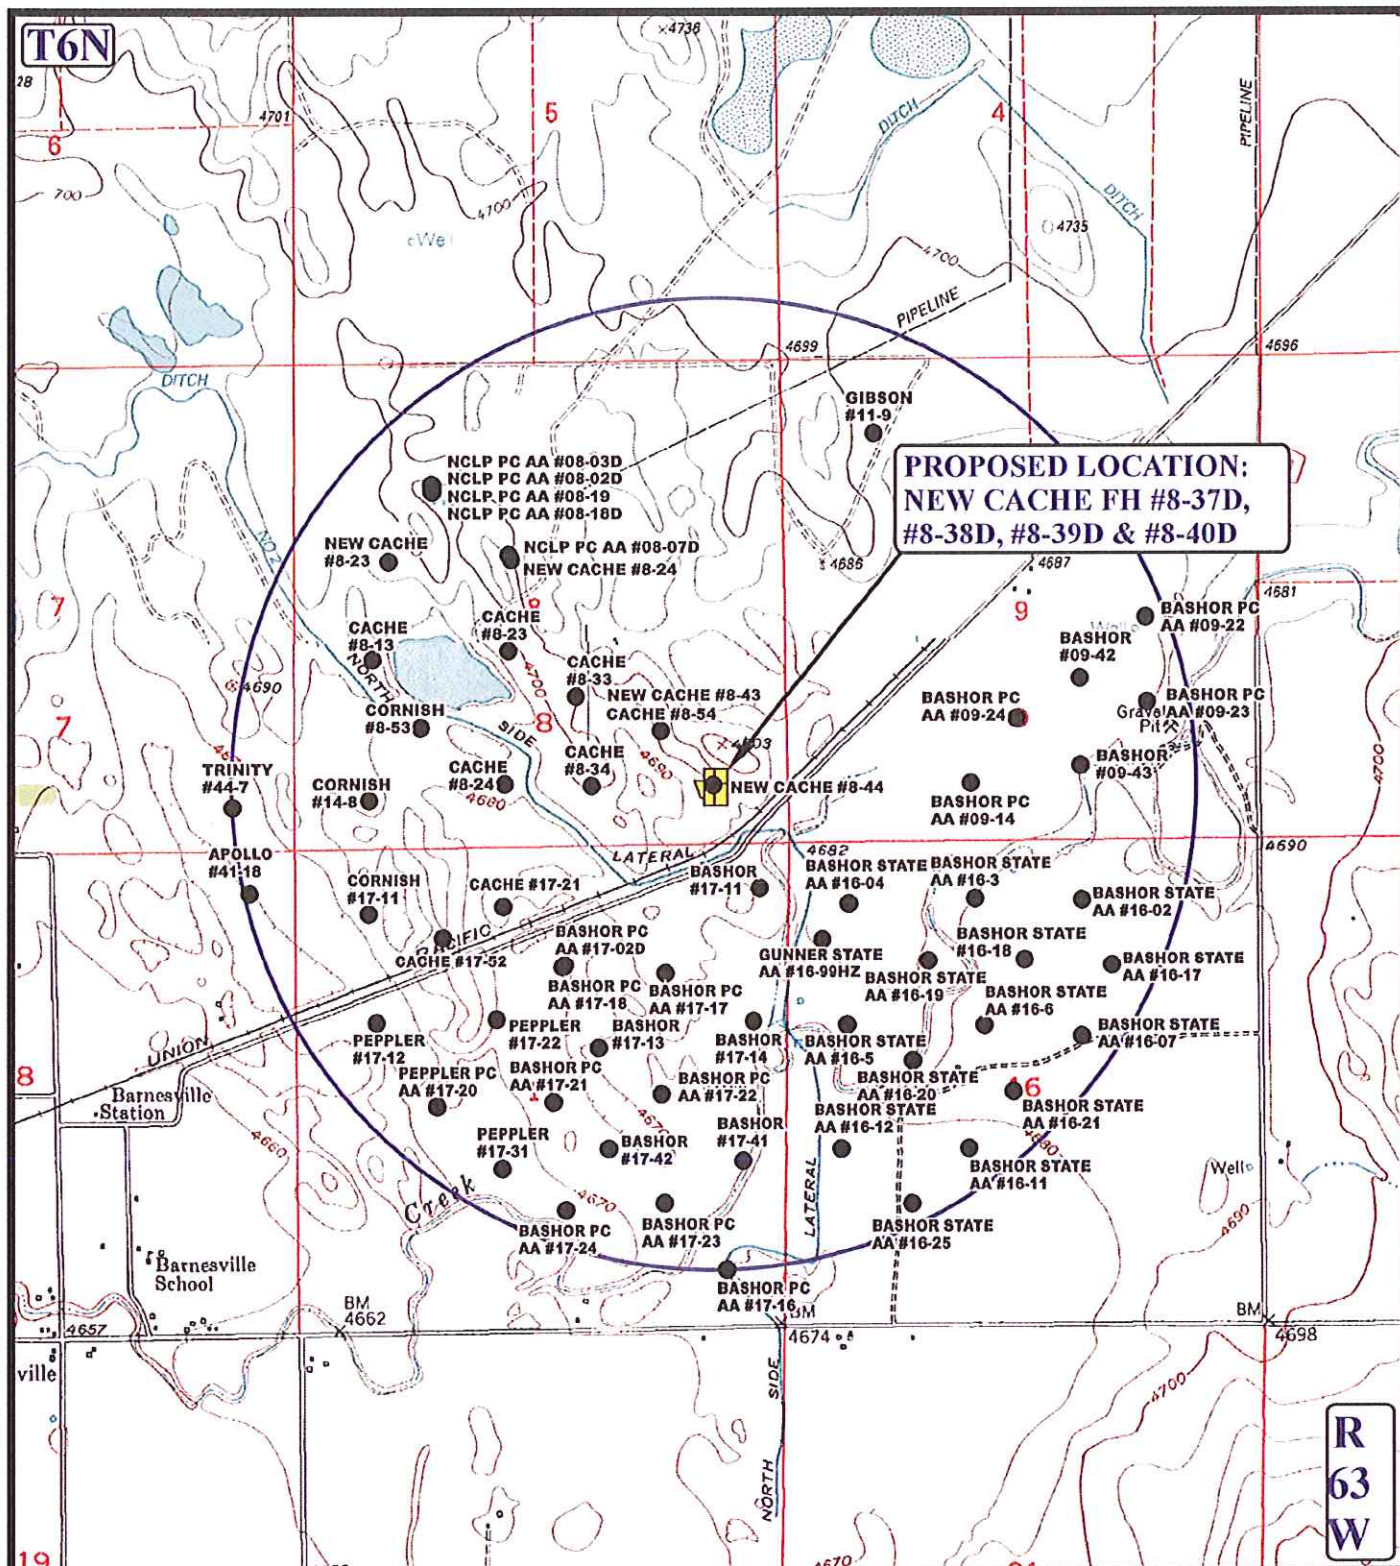 T6N
28
4736
DITCH
4
PIPELINE
5
4701
6
700
4700
DITCH
4735
4700
PIPELINE
4699
4696
DITCH
GIBSON
#11-9
NCLP PC AA #08-03D
NCLP PC AA #08-02D
NCLP PC AA #08-19
NCLP PC AA #08-18D
PROPOSED LOCATION:
NEW CACHE FH #8-37D,
#8-38D, #8-39D & #8-40D
NO 2
NEW CACHE
#8-23
NCLP PC AA #08-07D
NEW CACHE #8-24
4686
4687
4681
7
9
BASHOR PC
AA #09-22
CACHE
#8-13
CACHE
#8-23
BASHOR
#09-42
NORTH
4700
CACHE
#8-33
4690
NEW CACHE #8-43
CACHE #8-54
BASHOR PC
AA #09-24
BASHOR PC
AA #09-23
Gravel
Pit
CORNISH
#8-53
SIDE
8
7
4703
4700
TRINITY
#44-7
CORNISH
#14-8
CACHE
#8-24
4680
CACHE
#8-34
4690
NEW CACHE #8-44
BASHOR
#09-43
BASHOR PC
AA #09-14
LATERAL
4682
4690
APOLLO
#41-18
CORNISH
#17-11
CACHE #17-21
BASHOR
#17-11
BASHOR STATE
AA #16-04
BASHOR STATE
AA #16-3
BASHOR STATE
AA #16-02
PACIFIC
CACHE #17-52
BASHOR PC
AA #17-02D
GUNNER STATE
AA #16-99HZ
BASHOR STATE
#16-18
BASHOR STATE
AA #16-17
BASHOR PC
AA #17-18
BASHOR PC
AA #17-17
BASHOR STATE
AA #16-19
BASHOR STATE
AA #16-6
UNION
PEPPLER
#17-12
PEPPLER
#17-22
BASHOR
#17-13
BASHOR
#17-14
BASHOR STATE
AA #16-5
BASHOR STATE
AA #16-07
8
Barnesville
Station
PEPPLER PC
AA #17-20
BASHOR PC
AA #17-21
BASHOR PC
AA #17-22
BASHOR STATE
AA #16-20
16
BASHOR STATE
AA #16-21
4660
PEPPLER
#17-31
BASHOR
#17-42
BASHOR
#17-41
BASHOR STATE
AA #16-12
4680
BASHOR STATE
AA #16-11
Well
Creek
4670
LATERAL
4690
BASHOR PC
AA #17-24
BASHOR PC
AA #17-23
BASHOR STATE
AA #16-25
Barnesville
School
BASHOR PC
AA #17-16
BM
4662
BM
4674
BM
4698
4657
ville
SIDE
NORTH
4700
R
63
W
19
4670